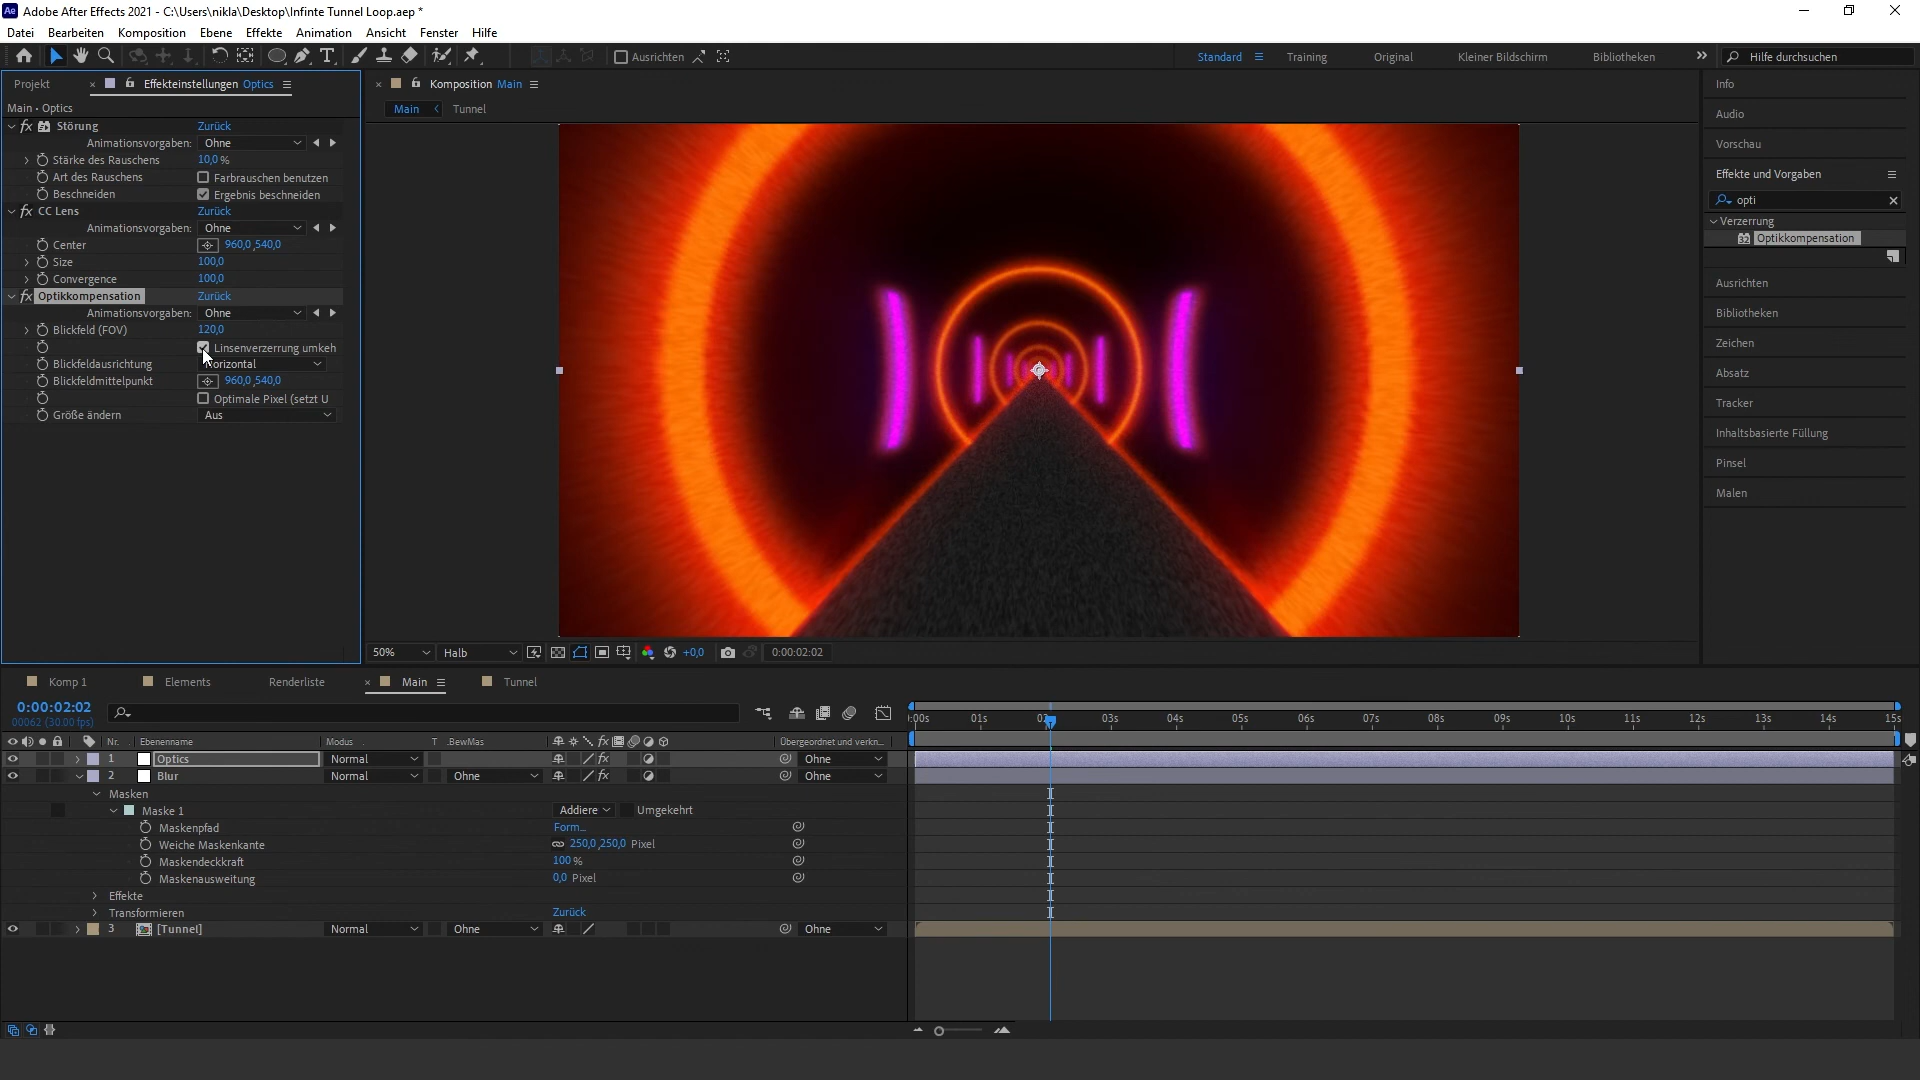 Adobe After Effects 2021 - C:\Users\nikla\Desktop\Infinte Tunnel Loop.aep *
Datei Bearbeiten Komposition Ebene Effekte Animation Ansicht Fenster Hilfe
Ausrichten
Standard Training Original Kleiner Bildschirm Bibliotheken
Hilfe durchsuchen
Projekt
Effekteinstellungen Optics
Main • Optics
fx Störung Zurück
Animationsvorgaben: Ohne
Stärke des Rauschens 10,0 %
Art des Rauschens Farbrauschen benutzen
Beschneiden Ergebnis beschneiden
fx CC Lens Zurück
Animationsvorgaben: Ohne
Center 960,0 ,540,0
Size 100,0
Convergence 100,0
fx Optikkompensation Zurück
Animationsvorgaben: Ohne
Blickfeld (FOV) 120,0
Linsenverzerrung umkeh
Blickfeldausrichtung Horizontal
Blickfeldmittelpunkt 960,0 ,540,0
Optimale Pixel (setzt U
Größe ändern Aus
Komposition Main
Main Tunnel
50% Halb +0,0 0:00:02:02
Info
Audio
Vorschau
Effekte und Vorgaben
opti
Verzerrung
Optikkompensation
Ausrichten
Bibliotheken
Zeichen
Absatz
Tracker
Inhaltsbasierte Füllung
Pinsel
Malen
Komp 1 Elements Renderliste Main Tunnel
0:00:02:02
00062 (30.00 fps)
Nr. Ebenenname Modus T .BewMas Übergeordnet und verkn...
:00s 01s 02s 03s 04s 05s 06s 07s 08s 09s 10s 11s 12s 13s 14s 15s
1 Optics Normal fx Ohne
2 Blur Normal Ohne fx Ohne
Masken
Maske 1 Addiere Umgekehrt
Maskenpfad Form...
Weiche Maskenkante 250,0 ,250,0 Pixel
Maskendeckkraft 100 %
Maskenausweitung 0,0 Pixel
Effekte
Transformieren Zurück
3 [Tunnel] Normal Ohne Ohne